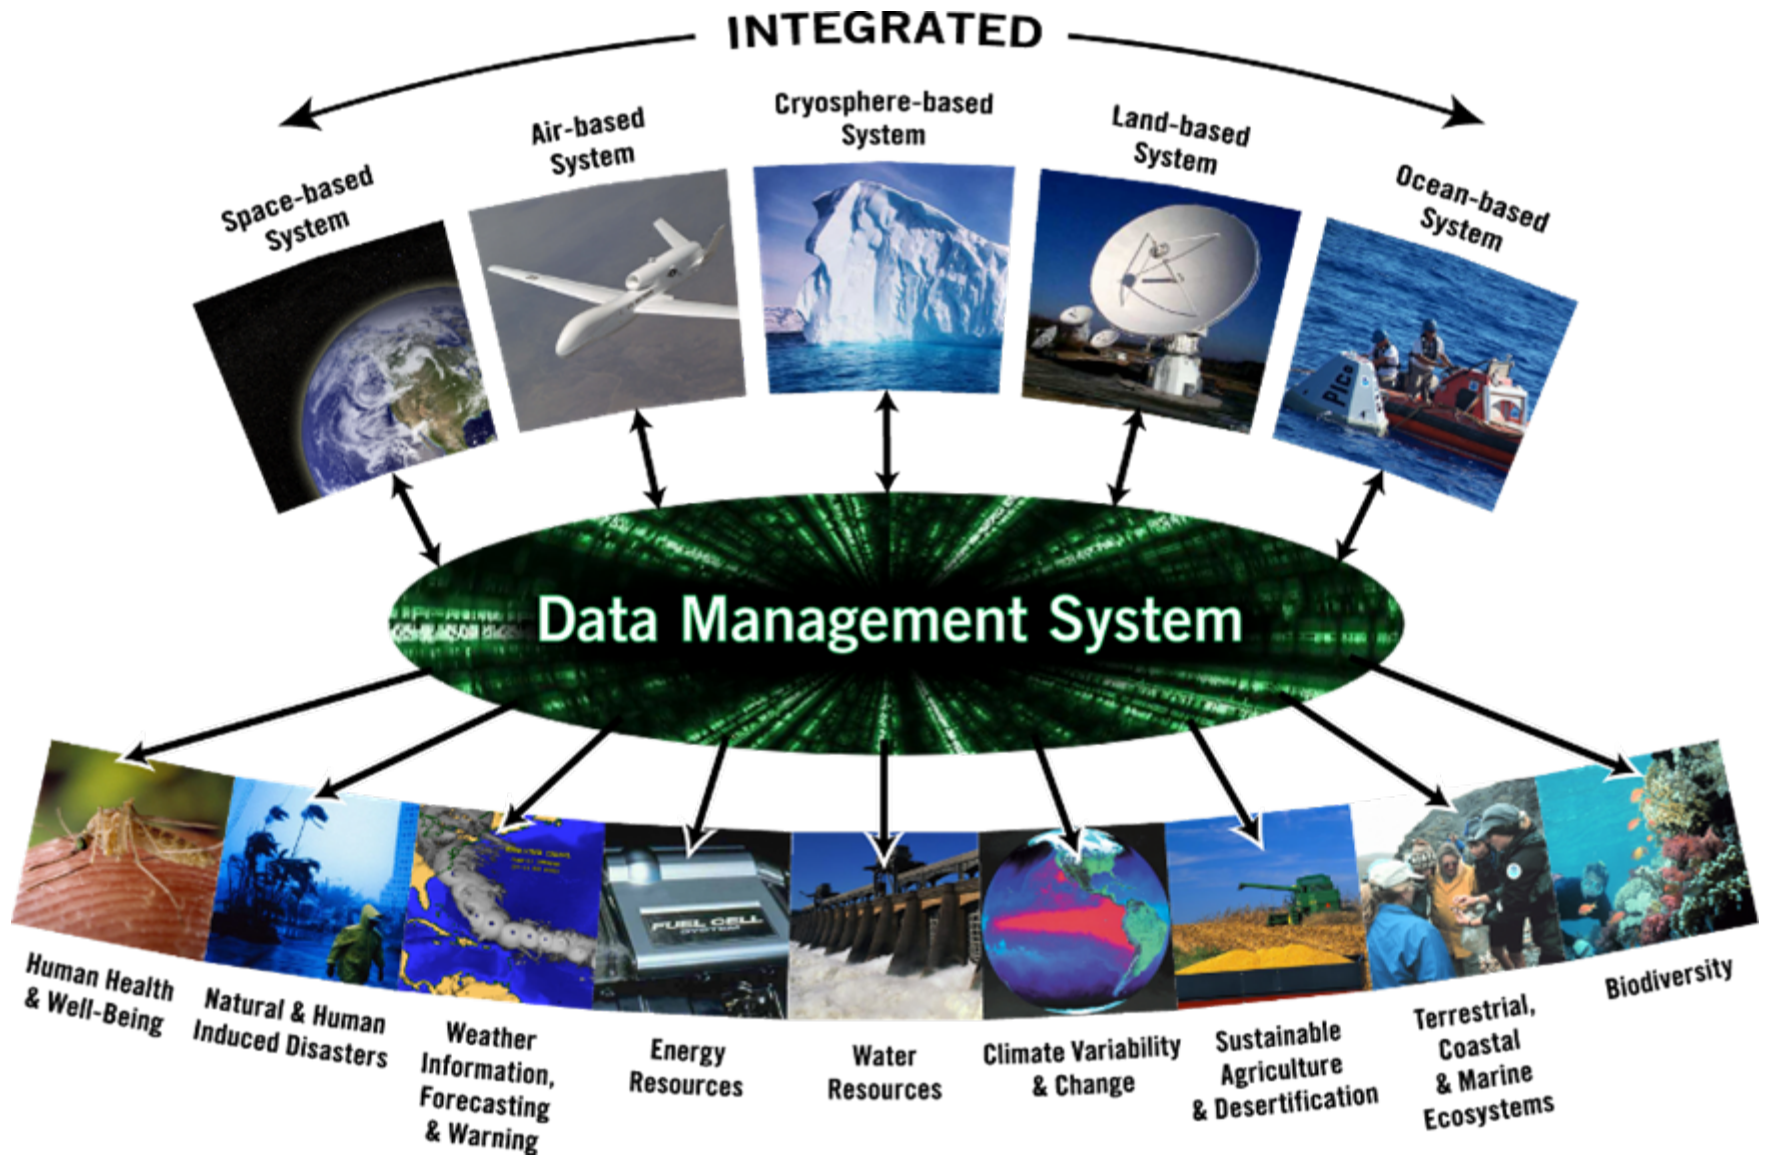 INTEGRATED
Space-based
System
Air-based
System
Cryosphere-based
System
Land-based
System
Ocean-based
System
Data Management System
FUEL CELL
SYSTEM
Human Health
& Well-Being
Natural & Human
Induced Disasters
Weather
Information,
Forecasting
& Warning
Energy
Resources
Water
Resources
Climate Variability
& Change
Sustainable
Agriculture
& Desertification
Terrestrial,
Coastal
& Marine
Ecosystems
Biodiversity